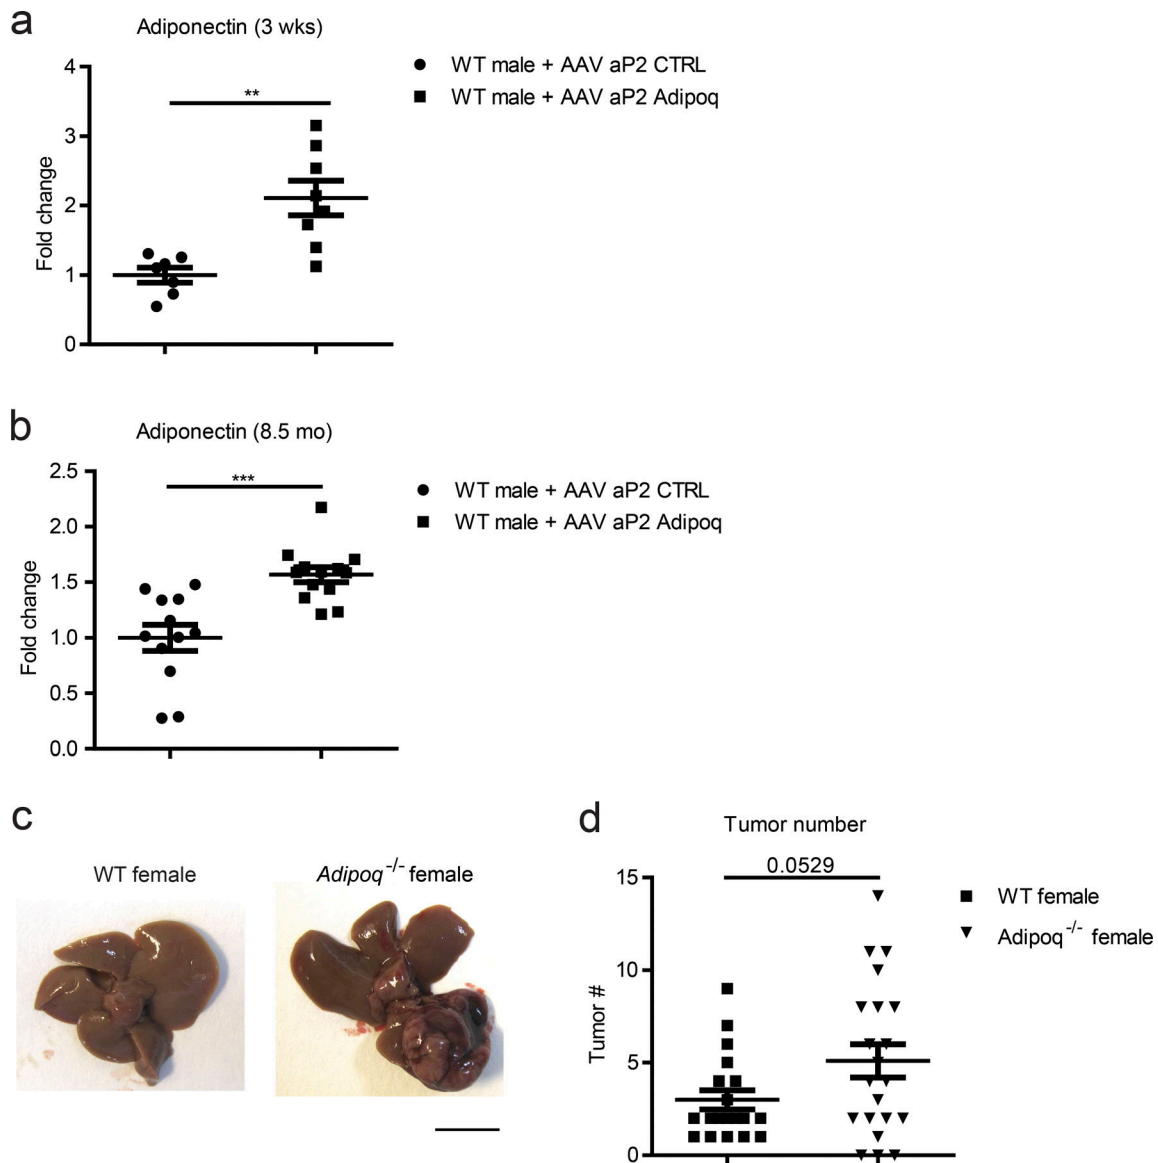 a
Adiponectin (3 wks)
4
3
2
1
0
Fold change
**
WT male + AAV aP2 CTRL
WT male + AAV aP2 Adipoq
b
Adiponectin (8.5 mo)
2.5
2.0
1.5
1.0
0.5
0.0
Fold change
***
WT male + AAV aP2 CTRL
WT male + AAV aP2 Adipoq
c
WT female
Adipoq-/- female
d
Tumor number
0.0529
15
10
5
0
Tumor #
WT female
Adipoq-/- female